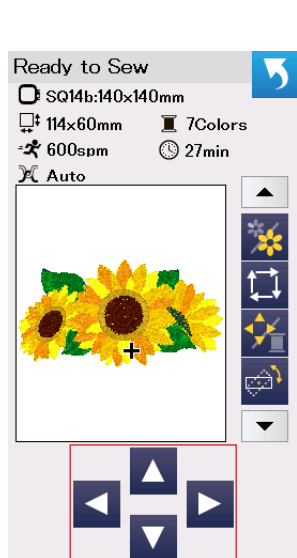 Ready to Sew
SQ14b:140x140mm
114x60mm 7Colors
600spm 27min
Auto